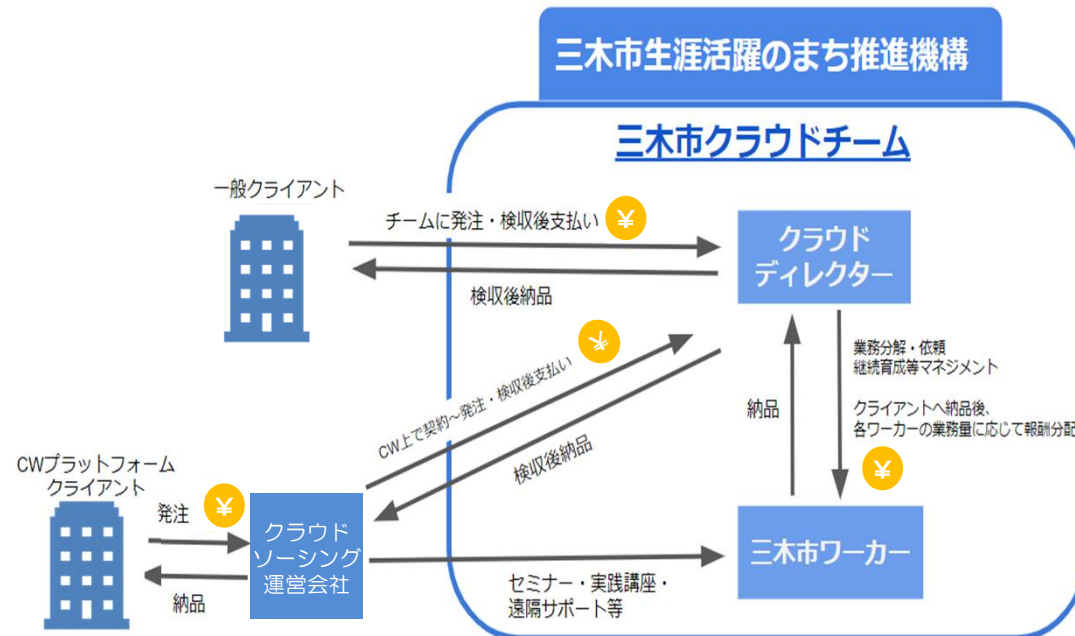 三木市生涯活躍のまち推進機構
三木市クラウドチーム
一般クライアント
チームに発注・検収後支払い
¥
クラウド
ディレクター
検収後納品
業務分解・依頼
継続育成等マネジメント
CW上で契約～発注・検収後支払い
¥
検収後納品
納品
クライアントへ納品後、
各ワーカーの業務量に応じて報酬分配
¥
CWプラットフォーム
クライアント
発注
¥
クラウド
ソーシング
運営会社
納品
三木市ワーカー
セミナー・実践講座・
遠隔サポート等